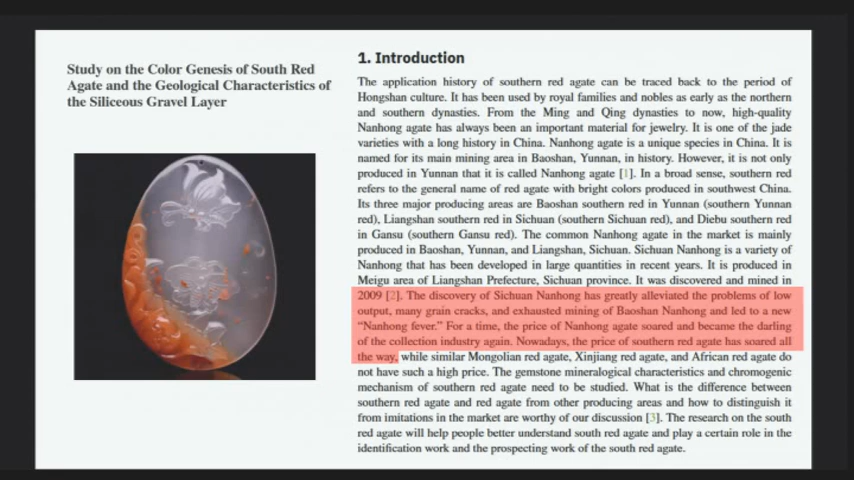 Study on the Color Genesis of South Red
Agate and the Geological Characteristics of
the Siliceous Gravel Layer
1. Introduction
The application history of southern red agate can be traced back to the period of
Hongshan culture. It has been used by royal families and nobles as early as the northern
and southern dynasties. From the Ming and Qing dynasties to now, high-quality
Nanhong agate has always been an important material for jewelry. It is one of the jade
varieties with a long history in China. Nanhong agate is a unique species in China. It is
named for its main mining area in Baoshan, Yunnan, in history. However, it is not only
produced in Yunnan that it is called Nanhong agate [1]. In a broad sense, southern red
refers to the general name of red agate with bright colors produced in southwest China.
Its three major producing areas are Baoshan southern red in Yunnan (southern Yunnan
red), Liangshan southern red in Sichuan (southern Sichuan red), and Diebu southern red
in Gansu (southern Gansu red). The common Nanhong agate in the market is mainly
produced in Baoshan, Yunnan, and Liangshan, Sichuan. Sichuan Nanhong is a variety of
Nanhong that has been developed in large quantities in recent years. It is produced in
Meigu area of Liangshan Prefecture, Sichuan province. It was discovered and mined in
2009 [2]. The discovery of Sichuan Nanhong has greatly alleviated the problems of low
output, many grain cracks, and exhausted mining of Baoshan Nanhong and led to a new
“Nanhong fever.” For a time, the price of Nanhong agate soared and became the darling
of the collection industry again. Nowadays, the price of southern red agate has soared all
the way, while similar Mongolian red agate, Xinjiang red agate, and African red agate do
not have such a high price. The gemstone mineralogical characteristics and chromogenic
mechanism of southern red agate need to be studied. What is the difference between
southern red agate and red agate from other producing areas and how to distinguish it
from imitations in the market are worthy of our discussion [3]. The research on the south
red agate will help people better understand south red agate and play a certain role in the
identification work and the prospecting work of the south red agate.